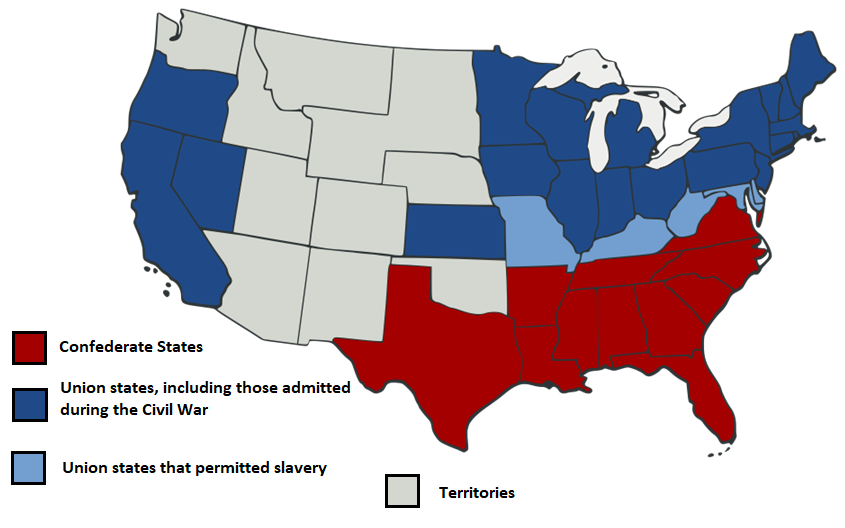 Confederate States
Union states, including those admitted
during the Civil War
Union states that permitted slavery
Territories